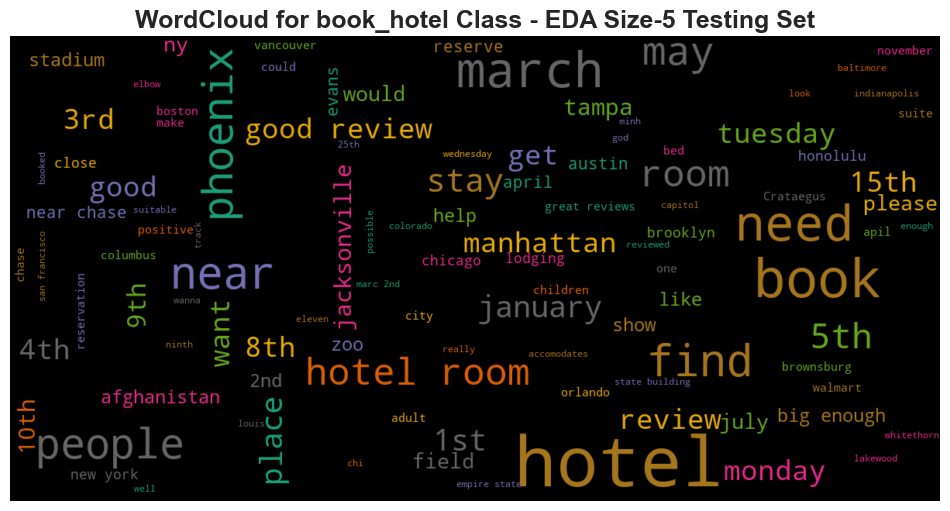 WordCloud for book_hotel Class - EDA Size-5 Testing Set
stadium
ny
elbow
vancouver
could
reserve
march
may
november
baltimore
look
indianapolis
suite
3rd
boston
make
phoenix
evans
would
good review
25th
tampa
minh
god
tuesday
honolulu
close
booked
good
near chase
suitable
positive
track
wednesday
get
austin
bed
room
15th
please
stay
april
great reviews
Crataegus
capitol
enough
apil
help
colorado
possible
jacksonville
manhattan
brooklyn
reviewed
need
chase
san francisco
columbus
near
wanna
reservation
9th
want
marc 2nd
chicago
lodging
one
book
children
january
like
eleven
city
show
5th
4th
ninth
8th
zoo
really
accomodates
hotel room
find
brownsburg
walmart
2nd
afghanistan
orlando
state building
10th
people
louis
place
adult
1st
field
review
july
big enough
whitethorn
lakewood
new york
well
chi
empire state
hotel
monday